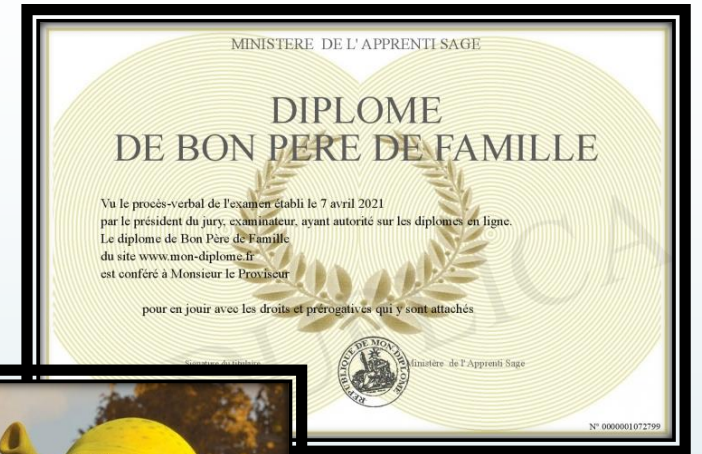 MINISTERE DE L'APPRENTI SAGE
DIPLOME
DE BON PERE DE FAMILLE
Vu le procès-verbal de l'examen établi le 7 avril 2021
par le président du jury, examinateur, ayant autorité sur les diplomes en ligne.
Le diplome de Bon Père de Famille
du site www.mon-diplome.fr
est conféré à Monsieur le Proviseur
pour en jouir avec les droits et prérogatives qui y sont attachés
Signature du titulaire
REPUBLIQUE DE MON DIPLOME
Ministère de l'Apprenti Sage
N° 0000001072799